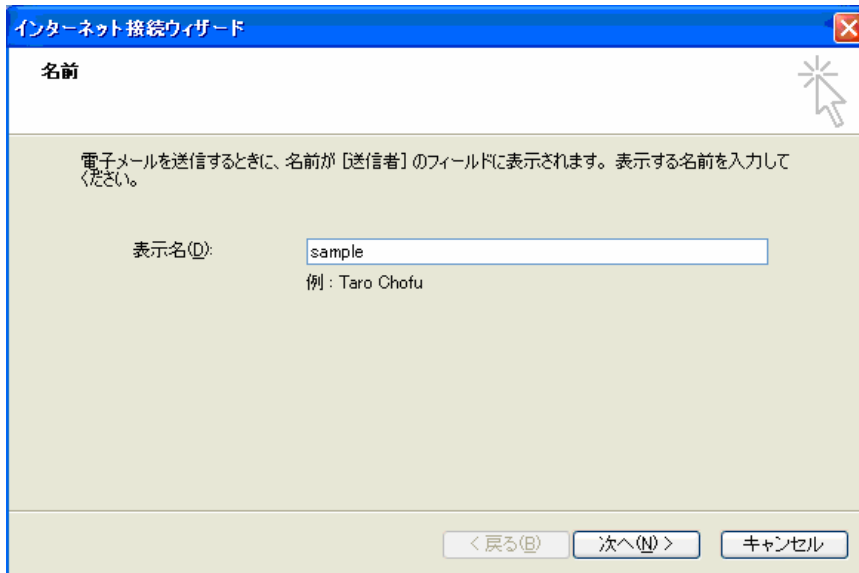 インターネット接続ウィザード
名前
電子メールを送信するときに、名前が [送信者] のフィールドに表示されます。表示する名前を入力して
ください。
表示名(D): sample
例 : Taro Chofu
< 戻る(B) 次へ(N) > キャンセル